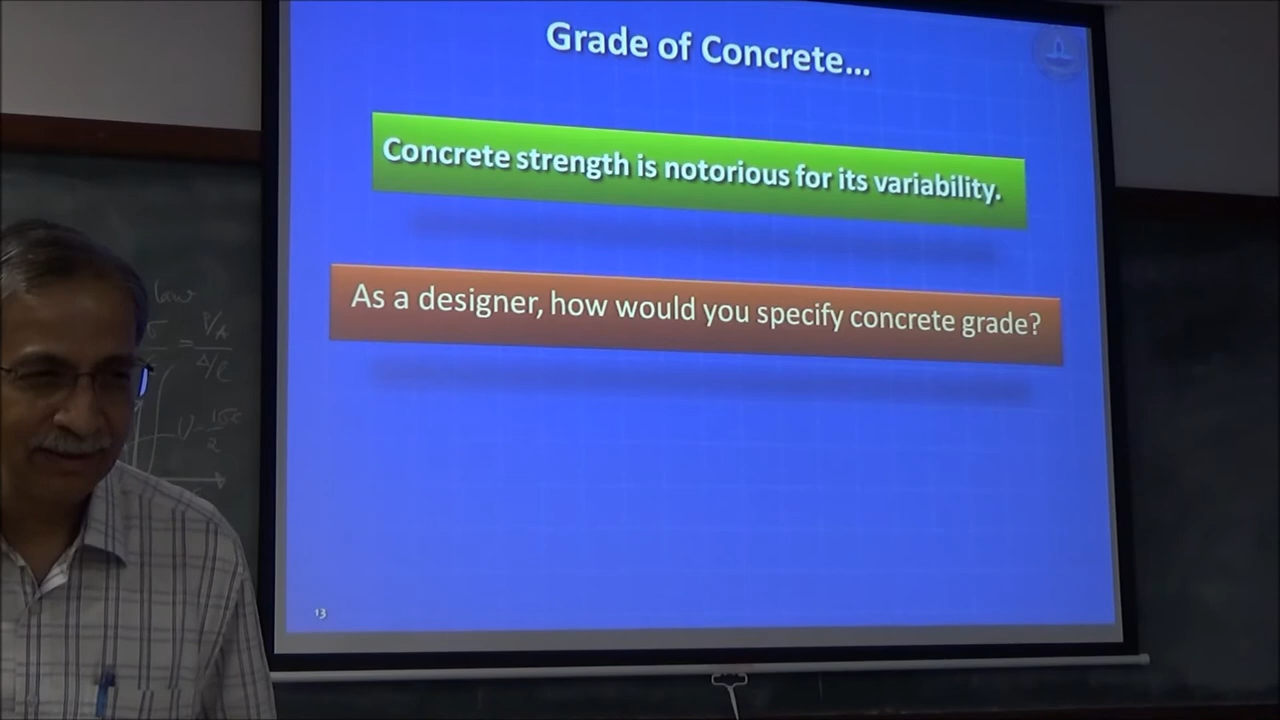 Grade of Concrete...
Concrete strength is notorious for its variability.
As a designer, how would you specify concrete grade?
law
= P/A
Δ/l
13